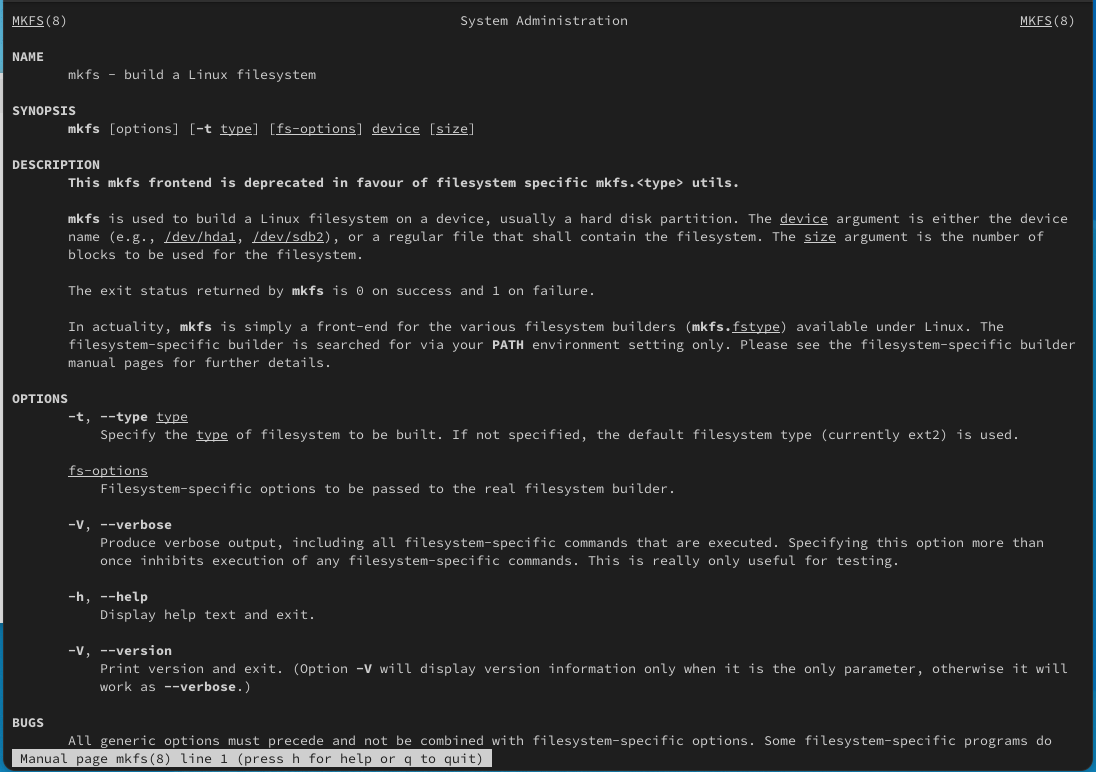 MKFS(8) System Administration MKFS(8)
NAME
mkfs - build a Linux filesystem
SYNOPSIS
mkfs [options] [-t type] [fs-options] device [size]
DESCRIPTION
This mkfs frontend is deprecated in favour of filesystem specific mkfs.<type> utils.
mkfs is used to build a Linux filesystem on a device, usually a hard disk partition. The device argument is either the device
name (e.g., /dev/hda1, /dev/sdb2), or a regular file that shall contain the filesystem. The size argument is the number of
blocks to be used for the filesystem.
The exit status returned by mkfs is 0 on success and 1 on failure.
In actuality, mkfs is simply a front-end for the various filesystem builders (mkfs.fstype) available under Linux. The
filesystem-specific builder is searched for via your PATH environment setting only. Please see the filesystem-specific builder
manual pages for further details.
OPTIONS
-t, --type type
Specify the type of filesystem to be built. If not specified, the default filesystem type (currently ext2) is used.
fs-options
Filesystem-specific options to be passed to the real filesystem builder.
-V, --verbose
Produce verbose output, including all filesystem-specific commands that are executed. Specifying this option more than
once inhibits execution of any filesystem-specific commands. This is really only useful for testing.
-h, --help
Display help text and exit.
-V, --version
Print version and exit. (Option -V will display version information only when it is the only parameter, otherwise it will
work as --verbose.)
BUGS
All generic options must precede and not be combined with filesystem-specific options. Some filesystem-specific programs do
Manual page mkfs(8) line 1 (press h for help or q to quit)